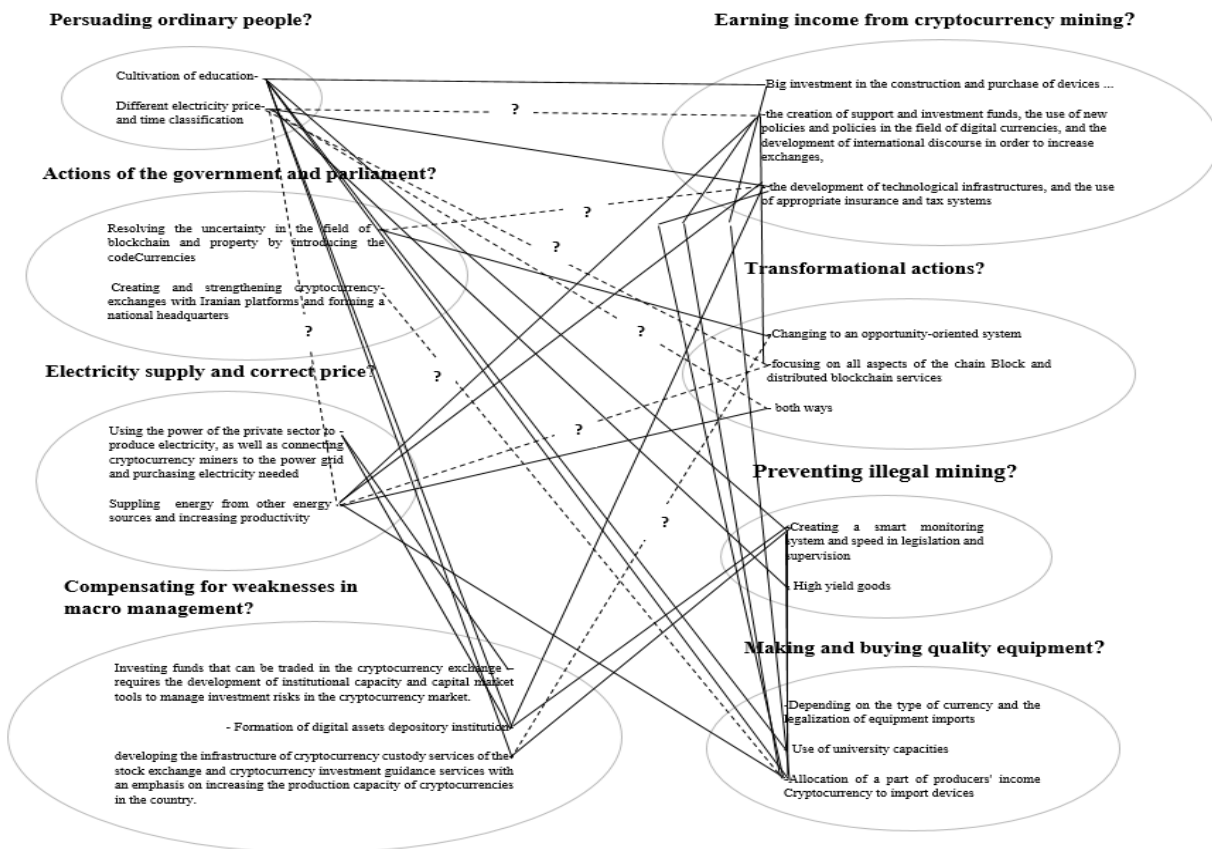 Persuading ordinary people?
Cultivation of education-
Different electricity price-
and time classification
?
Actions of the government and parliament?
Resolving the uncertainty in the field of
blockchain and property by introducing the
codeCurrencies
Creating and strengthening cryptocurrency-
exchanges with Iranian platforms and forming a
national headquarters
?
?
?
?
?
Electricity supply and correct price?
Using the power of the private sector to -
produce electricity, as well as connecting
cryptocurrency miners to the power grid
and purchasing electricity needed
Suppling energy from other energy
sources and increasing productivity
?
?
Compensating for weaknesses in
macro management?
Investing funds that can be traded in the cryptocurrency exchange -
requires the development of institutional capacity and capital market
tools to manage investment risks in the cryptocurrency market.
- Formation of digital assets depository institution
developing the infrastructure of cryptocurrency custody services of the
stock exchange and cryptocurrency investment guidance services with
an emphasis on increasing the production capacity of cryptocurrencies
in the country.
Earning income from cryptocurrency mining?
Big investment in the construction and purchase of devices ...
-the creation of support and investment funds, the use of new
policies and policies in the field of digital currencies, and the
development of international discourse in order to increase
exchanges,
-the development of technological infrastructures, and the use
of appropriate insurance and tax systems
Transformational actions?
-Changing to an opportunity-oriented system
-focusing on all aspects of the chain Block and
distributed blockchain services
- both ways
Preventing illegal mining?
-Creating a smart monitoring
system and speed in legislation and
supervision
- High yield goods
Making and buying quality equipment?
-Depending on the type of currency and the
legalization of equipment imports
- Use of university capacities
-Allocation of a part of producers' income
Cryptocurrency to import devices